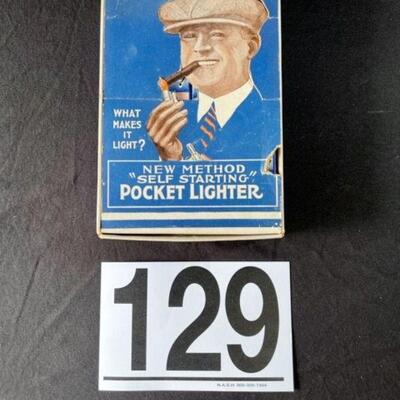 WHAT
MAKES
IT
LIGHT?
NEW METHOD
"SELF STARTING"
POCKET LIGHTER
129